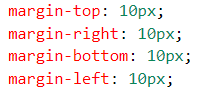 margin-top: 10px;
margin-right: 10px;
margin-bottom: 10px;
margin-left: 10px;